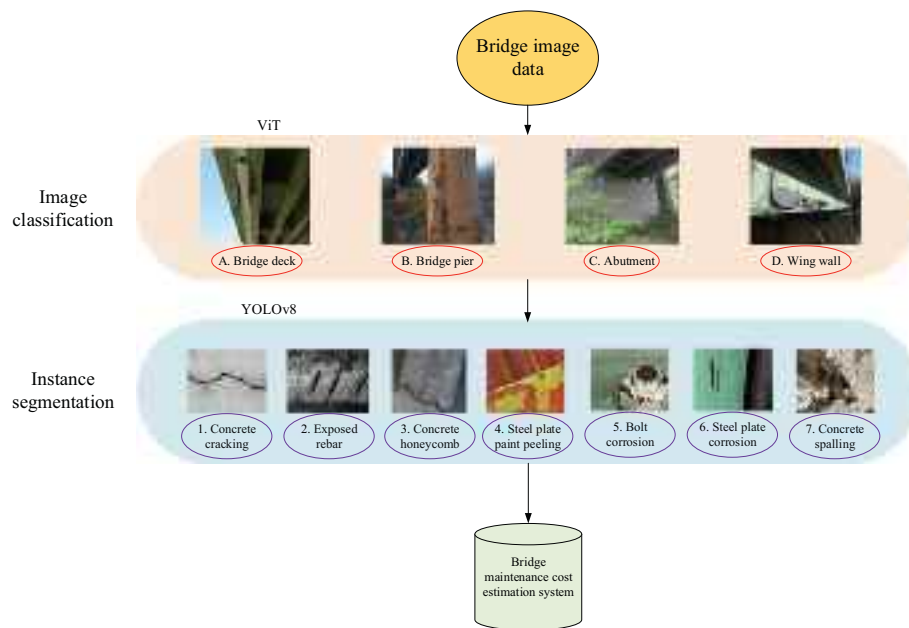 Bridge image
data
ViT
Image
classification
A. Bridge deck
B. Bridge pier
C. Abutment
D. Wing wall
YOLOv8
Instance
segmentation
1. Concrete
cracking
2. Exposed
rebar
3. Concrete
honeycomb
4. Steel plate
paint peeling
5. Bolt
corrosion
6. Steel plate
corrosion
7. Concrete
spalling
Bridge
maintenance cost
estimation system